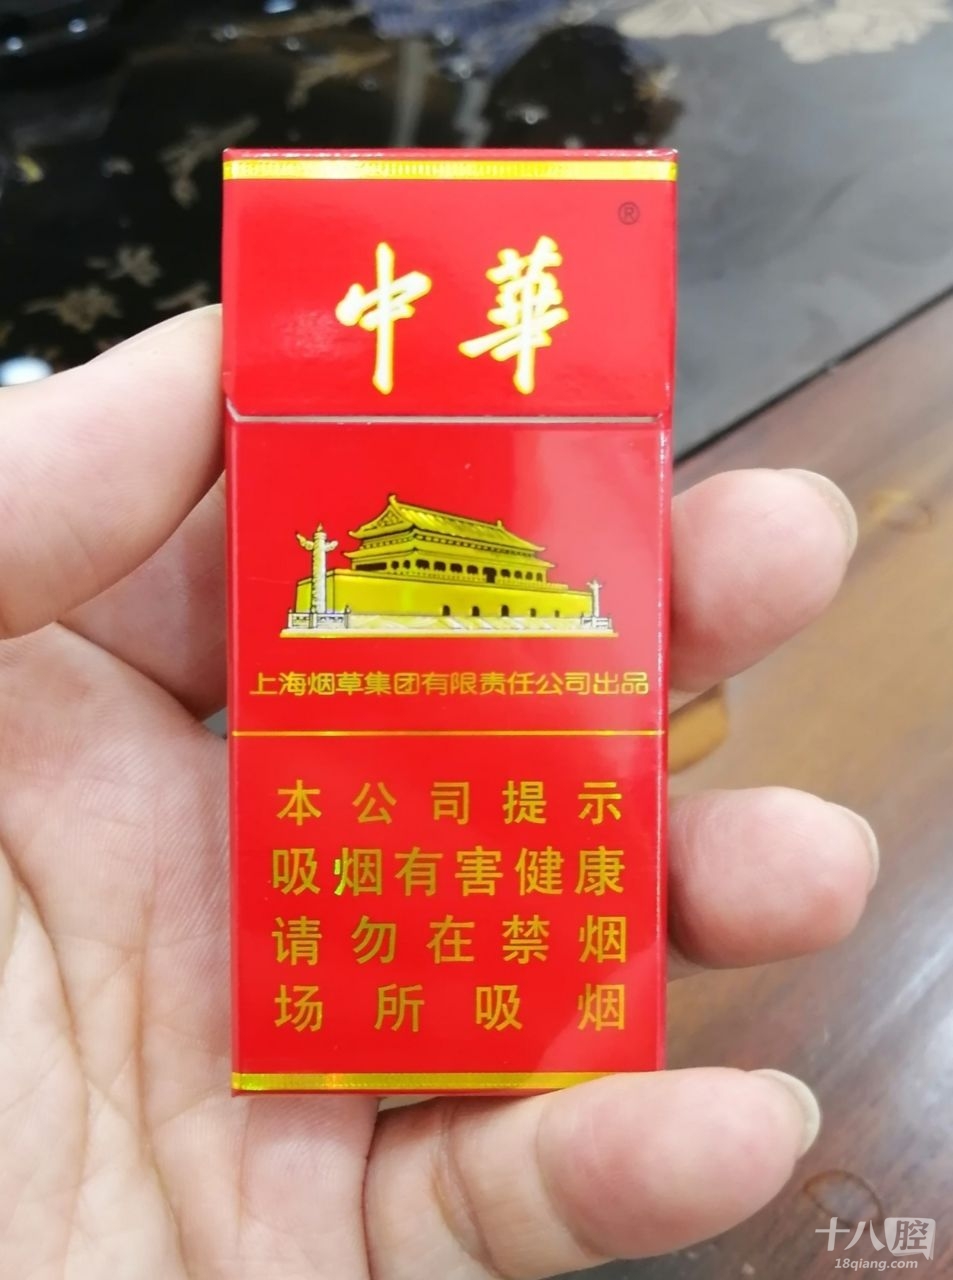 ®
中華
上海烟草集团有限责任公司出品
本公司提示
吸烟有害健康
请勿在禁烟
场所吸烟
十八腔
18qiang.com